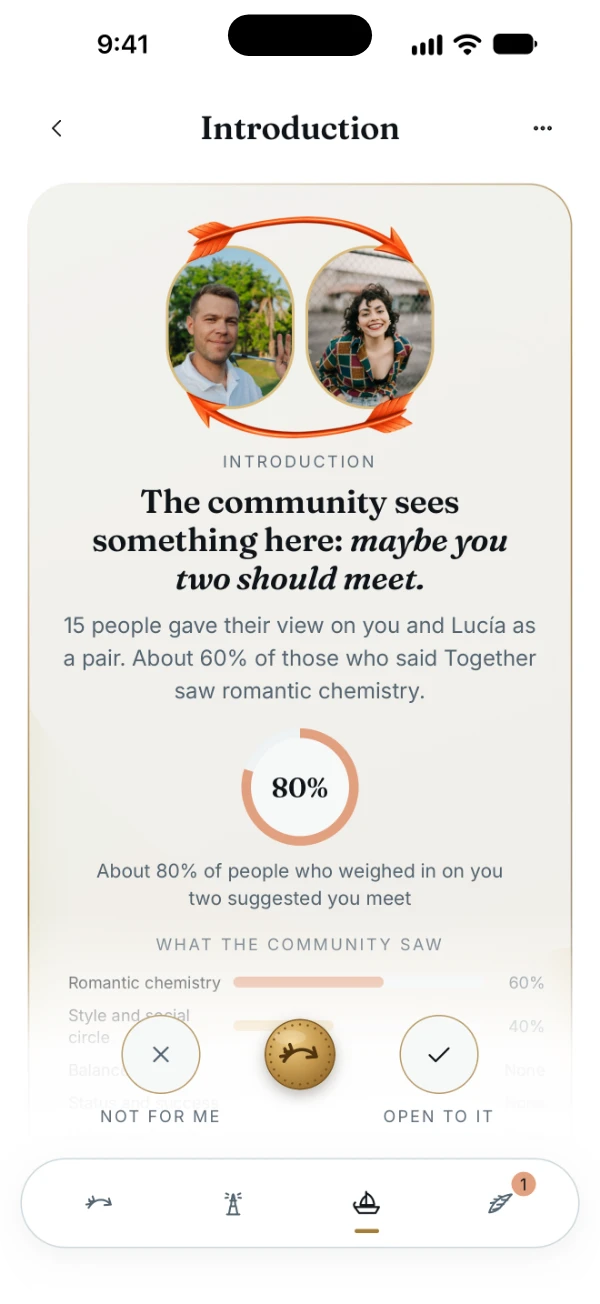 9:41
Introduction
INTRODUCTION
The community sees
something here: maybe you
two should meet.
15 people gave their view on you and Lucía as
a pair. About 60% of those who said Together
saw romantic chemistry.
80%
About 80% of people who weighed in on you
two suggested you meet
WHAT THE COMMUNITY SAW
Romantic chemistry 60%
Style and social
circle 40%
None
Status and success None
NOT FOR ME
OPEN TO IT
1